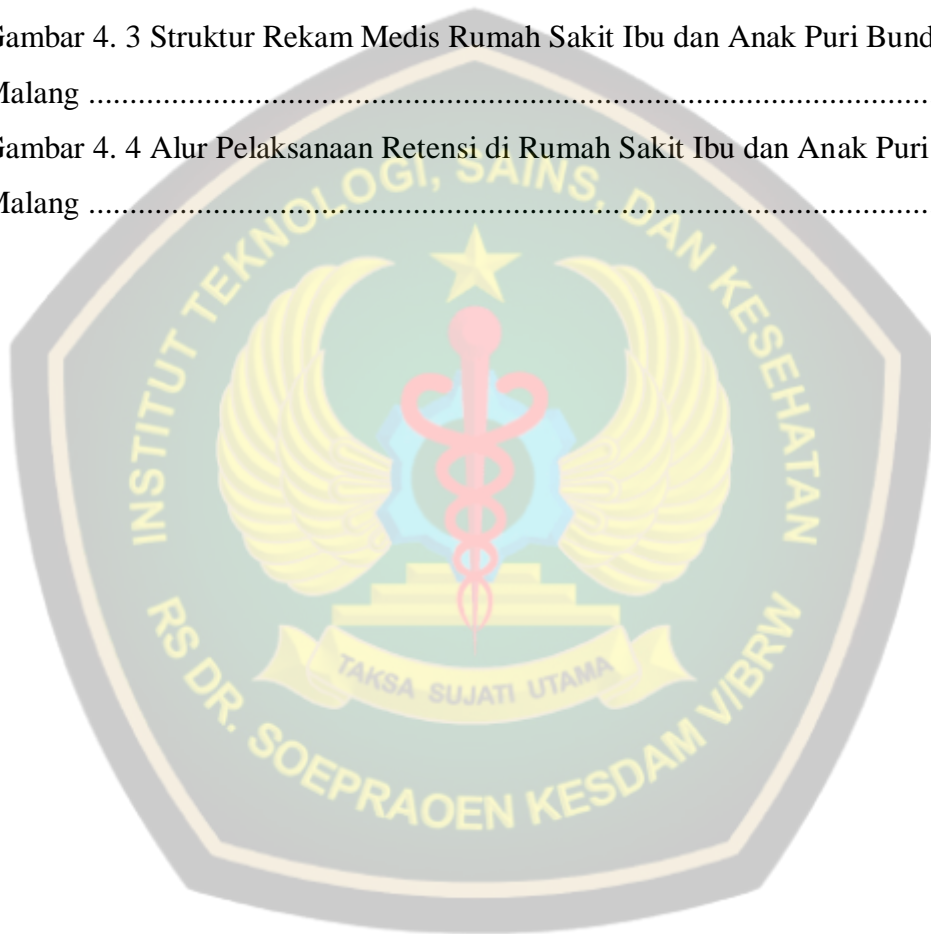 Gambar 4. 3 Struktur Rekam Medis Rumah Sakit Ibu dan Anak Puri Bund
Malang ......................................................................................................
Gambar 4. 4 Alur Pelaksanaan Retensi di Rumah Sakit Ibu dan Anak Puri
Malang ......................................................................................................
INSTITUT TEKNOLOGI, SAINS, DAN KESEHATAN
TAKSA SUJATI UTAMA
RS DR. SOEPRAOEN KESDAM V/BRW